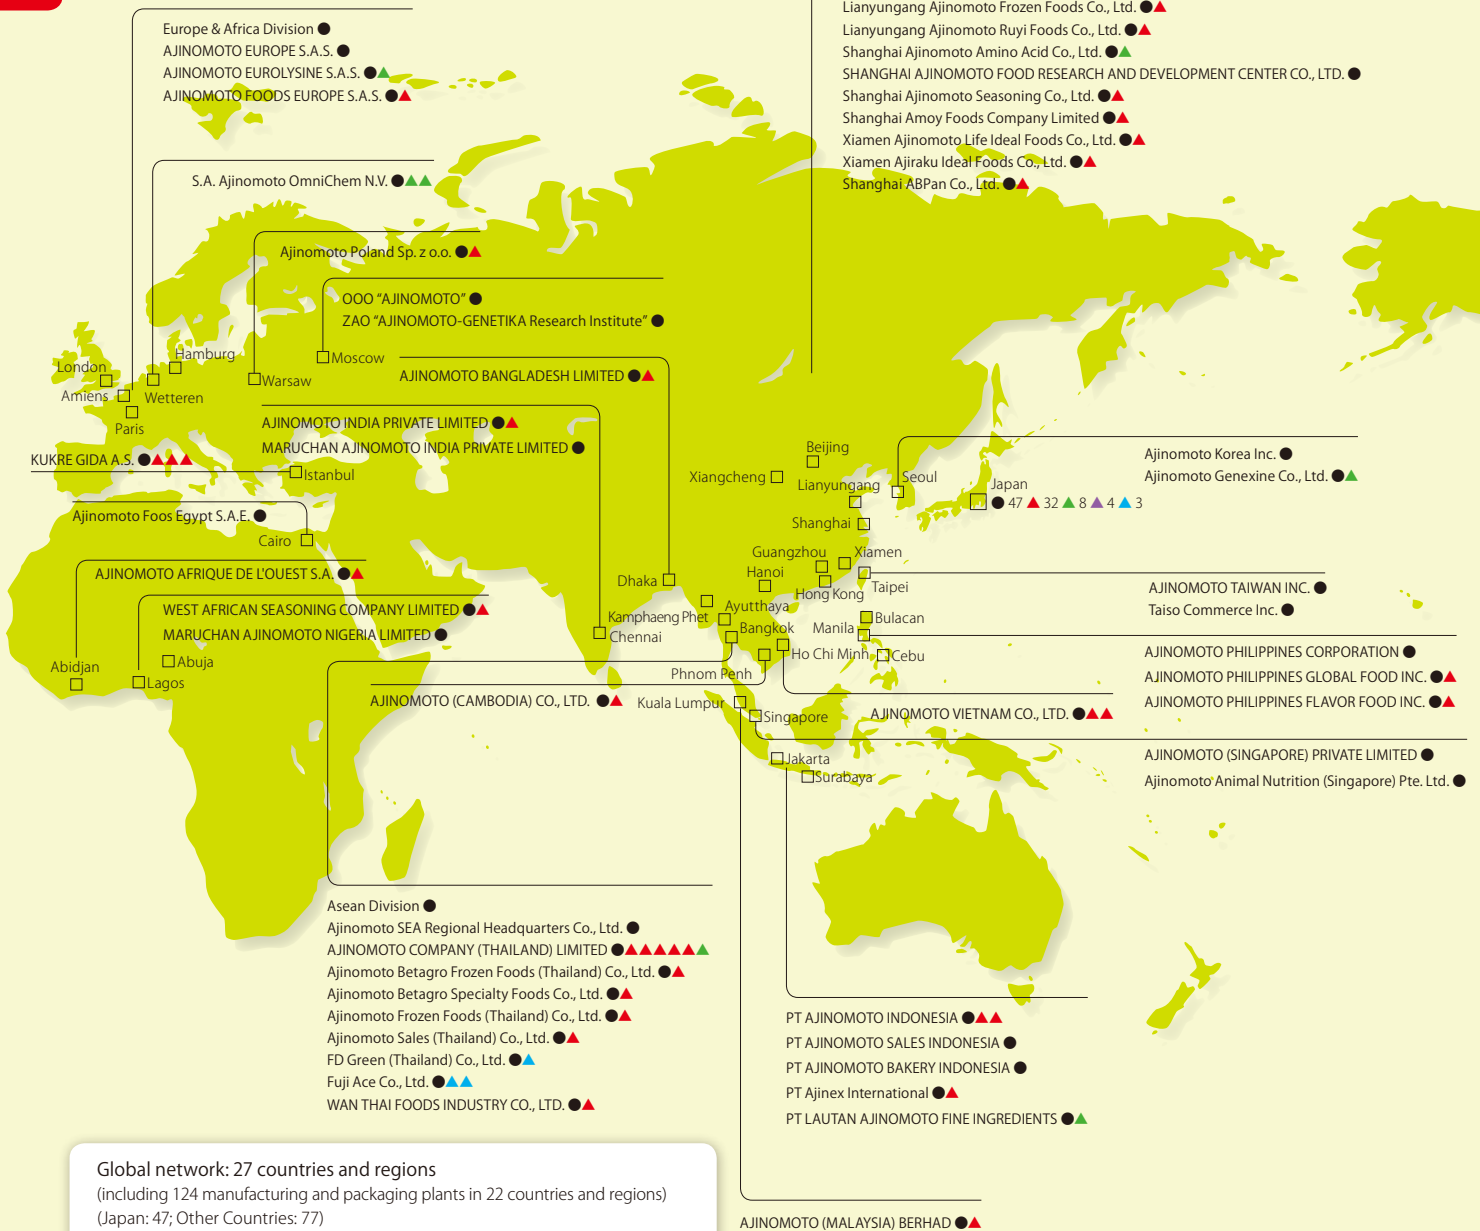 Europe & Africa Division ●
AJINOMOTO EUROPE S.A.S. ●
AJINOMOTO EUROLYSINE S.A.S. ●▲
AJINOMOTO FOODS EUROPE S.A.S. ●▲
S.A. Ajinomoto OmniChem N.V. ●▲▲
Ajinomoto Poland Sp. z o.o. ●▲
OOO “AJINOMOTO” ●
ZAO “AJINOMOTO-GENETIKA Research Institute” ●
AJINOMOTO BANGLADESH LIMITED ●▲
AJINOMOTO INDIA PRIVATE LIMITED ●▲
MARUCHAN AJINOMOTO INDIA PRIVATE LIMITED ●
KUKRE GIDA A.S. ●▲▲▲
Ajinomoto Foos Egypt S.A.E. ●
AJINOMOTO AFRIQUE DE L'OUEST S.A. ●▲
WEST AFRICAN SEASONING COMPANY LIMITED ●▲
MARUCHAN AJINOMOTO NIGERIA LIMITED ●
Lianyungang Ajinomoto Frozen Foods Co., Ltd. ●▲
Lianyungang Ajinomoto Ruyi Foods Co., Ltd. ●▲
Shanghai Ajinomoto Amino Acid Co., Ltd. ●▲
SHANGHAI AJINOMOTO FOOD RESEARCH AND DEVELOPMENT CENTER CO., LTD. ●
Shanghai Ajinomoto Seasoning Co., Ltd. ●▲
Shanghai Amoy Foods Company Limited ●▲
Xiamen Ajinomoto Life Ideal Foods Co., Ltd. ●▲
Xiamen Ajiraku Ideal Foods Co., Ltd. ●▲
Shanghai ABPan Co., Ltd. ●▲
London
Hamburg
Amiens
Wetteren
Paris
Warsaw
Moscow
Istanbul
Cairo
Abidjan
Abuja
Lagos
Beijing
Xiangcheng
Lianyungang
Seoul
Japan
● 47 ▲ 32 ▲ 8 ▲ 4 ▲ 3
Shanghai
Guangzhou
Xiamen
Hanoi
Hong Kong
Taipei
Dhaka
Kamphaeng Phet
Ayutthaya
Chennai
Bangkok
Manila
Bulacan
Ho Chi Minh
Cebu
Phnom Penh
Kuala Lumpur
Singapore
Jakarta
Surabaya
Ajinomoto Korea Inc. ●
Ajinomoto Genexine Co., Ltd. ●▲
AJINOMOTO TAIWAN INC. ●
Taiso Commerce Inc. ●
AJINOMOTO PHILIPPINES CORPORATION ●
AJINOMOTO PHILIPPINES GLOBAL FOOD INC. ●▲
AJINOMOTO PHILIPPINES FLAVOR FOOD INC. ●▲
AJINOMOTO (CAMBODIA) CO., LTD. ●▲
AJINOMOTO VIETNAM CO., LTD. ●▲▲
AJINOMOTO (SINGAPORE) PRIVATE LIMITED ●
Ajinomoto Animal Nutrition (Singapore) Pte. Ltd. ●
Asean Division ●
Ajinomoto SEA Regional Headquarters Co., Ltd. ●
AJINOMOTO COMPANY (THAILAND) LIMITED ●▲▲▲▲▲▲
Ajinomoto Betagro Frozen Foods (Thailand) Co., Ltd. ●▲
Ajinomoto Betagro Specialty Foods Co., Ltd. ●▲
Ajinomoto Frozen Foods (Thailand) Co., Ltd. ●▲
Ajinomoto Sales (Thailand) Co., Ltd. ●▲
FD Green (Thailand) Co., Ltd. ●▲
Fuji Ace Co., Ltd. ●▲▲
WAN THAI FOODS INDUSTRY CO., LTD. ●▲
PT AJINOMOTO INDONESIA ●▲▲
PT AJINOMOTO SALES INDONESIA ●
PT AJINOMOTO BAKERY INDONESIA ●
PT Ajinex International ●▲
PT LAUTAN AJINOMOTO FINE INGREDIENTS ●▲
Global network: 27 countries and regions
(including 124 manufacturing and packaging plants in 22 countries and regions)
(Japan: 47; Other Countries: 77)
AJINOMOTO (MALAYSIA) BERHAD ●▲